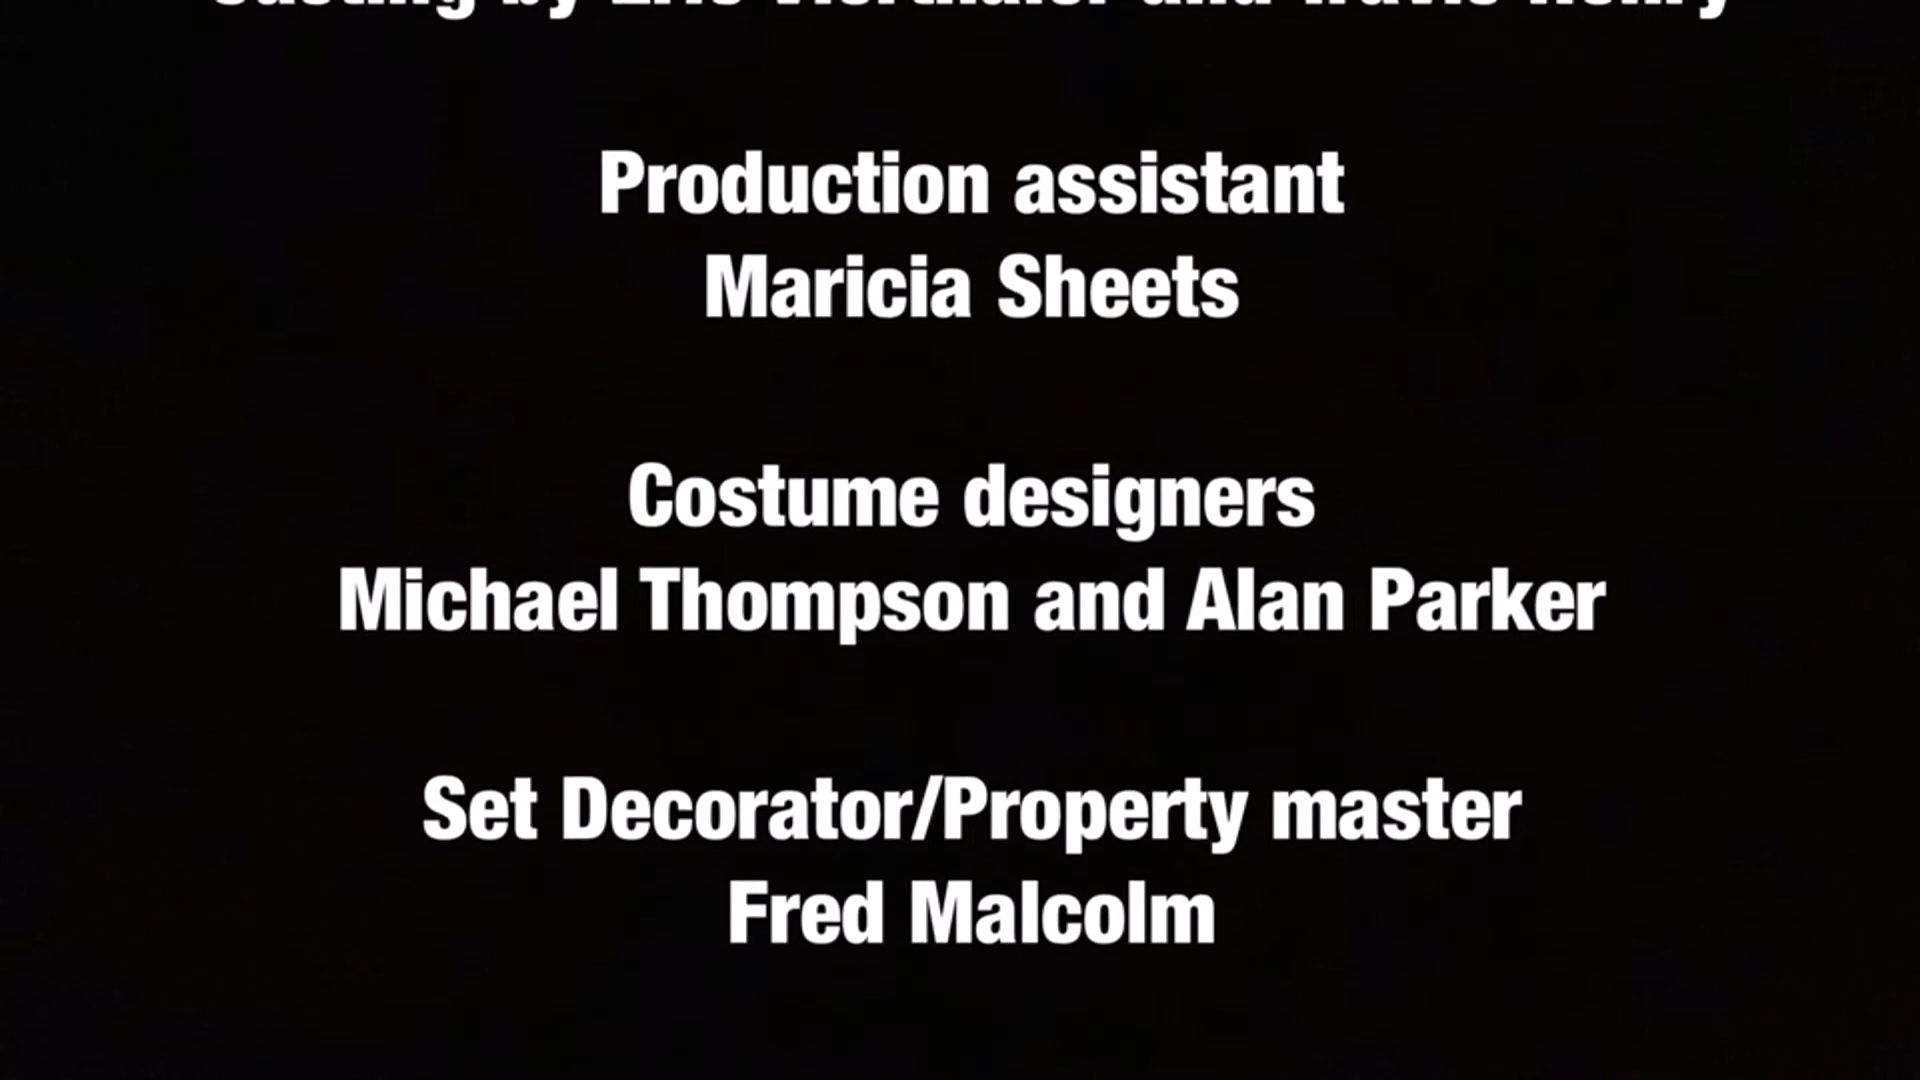 Casting by Eric Vierthaler and Travis Henry
Production assistant
Maricia Sheets
Costume designers
Michael Thompson and Alan Parker
Set Decorator/Property master
Fred Malcolm